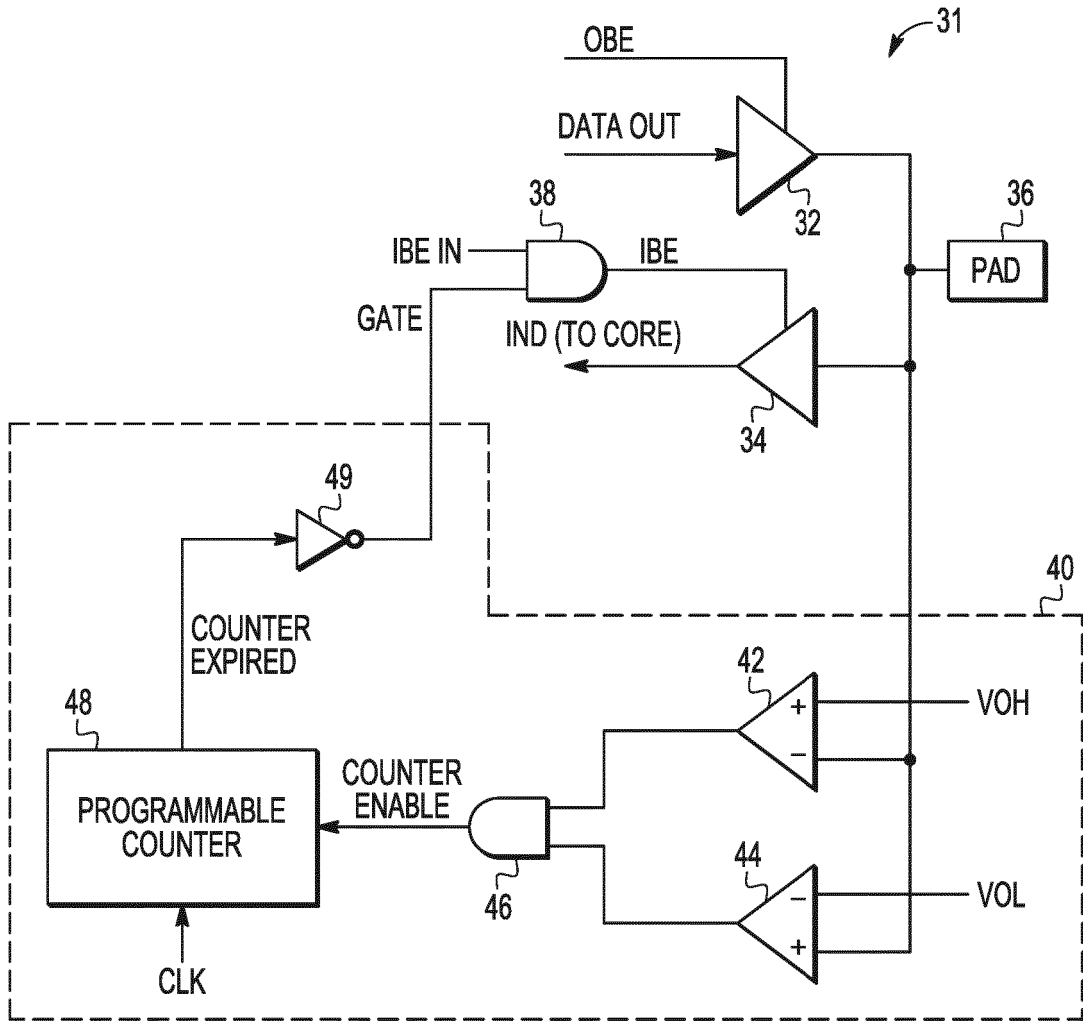 31
OBE
DATA OUT
32
38
36
IBE IN
IBE
PAD
GATE
IND (TO CORE)
34
49
40
COUNTER
EXPIRED
42
+
VOH
−
48
PROGRAMMABLE
COUNTER
COUNTER
ENABLE
46
44
−
VOL
+
CLK